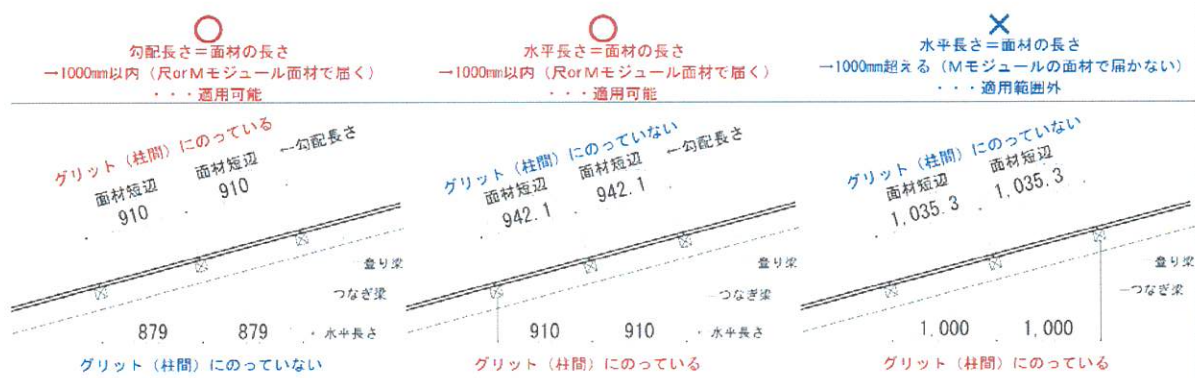 ○
勾配長さ＝面材の長さ
→1000mm以内（尺orMモジュール面材で届く）
・・・適用可能
グリット（柱間）にのっている
面材短辺 面材短辺 ←勾配長さ
910 910
登り梁
つなぎ梁
879 879 ・水平長さ
グリット（柱間）にのっていない
○
水平長さ＝面材の長さ
→1000mm以内（尺orMモジュール面材で届く）
・・・適用可能
グリット（柱間）にのっていない
面材短辺 面材短辺 ←勾配長さ
942.1 942.1
登り梁
つなぎ梁
910 910 ・水平長さ
グリット（柱間）にのっている
×
水平長さ＝面材の長さ
→1000mm超える（Mモジュールの面材で届かない）
・・・適用範囲外
グリット（柱間）にのっていない
面材短辺 面材短辺
1,035.3 1,035.3
登り梁
つなぎ梁
1,000 1,000
グリット（柱間）にのっている